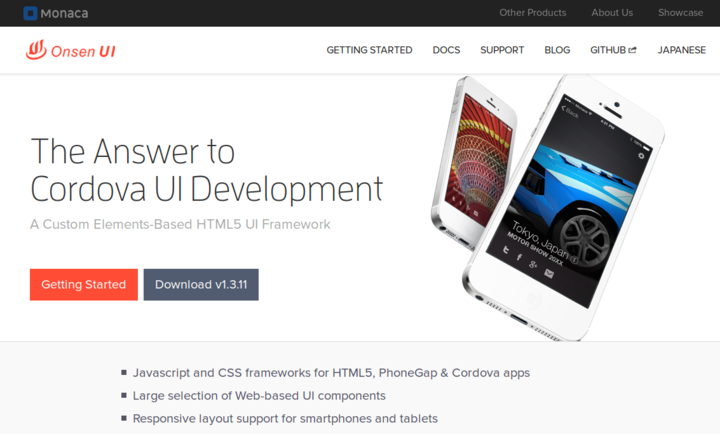 Monaca
Other Products About Us Showcase
Onsen UI
GETTING STARTED DOCS SUPPORT BLOG GITHUB JAPANESE
The Answer to
Cordova UI Development
A Custom Elements-Based HTML5 UI Framework
Getting Started Download v1.3.11
Back
Tokyo, Japan
MOTOR SHOW 20XX
Javascript and CSS frameworks for HTML5, PhoneGap & Cordova apps
Large selection of Web-based UI components
Responsive layout support for smartphones and tablets